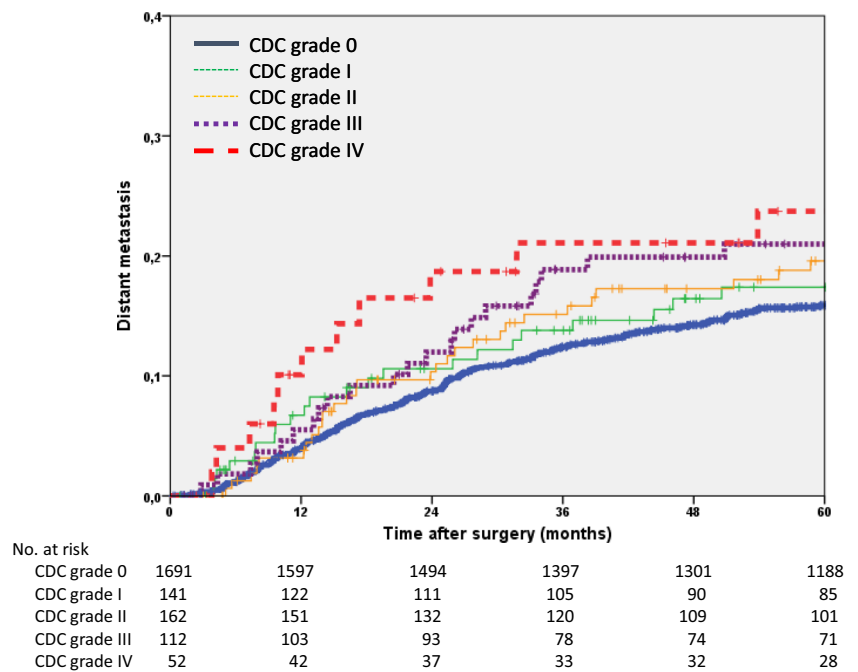 0,4
CDC grade 0
CDC grade I
CDC grade II
CDC grade III
CDC grade IV
0,3
0,2
0,1
0,0
Distant metastasis
0 12 24 36 48 60
Time after surgery (months)
No. at risk
CDC grade 0 1691 1597 1494 1397 1301 1188
CDC grade I 141 122 111 105 90 85
CDC grade II 162 151 132 120 109 101
CDC grade III 112 103 93 78 74 71
CDC grade IV 52 42 37 33 32 28